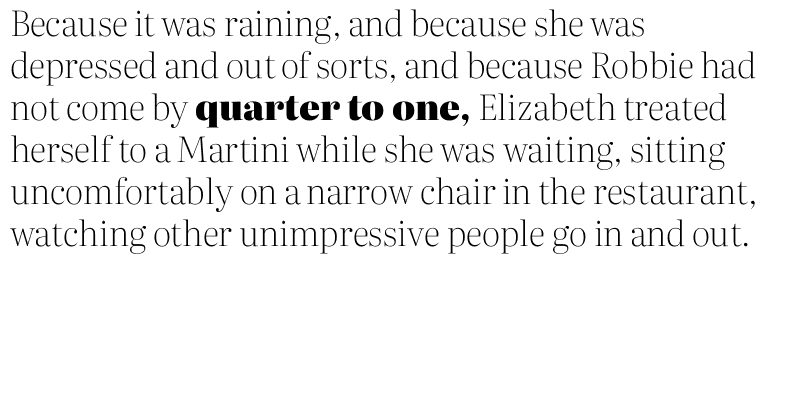 Because it was raining, and because she was
depressed and out of sorts, and because Robbie had
not come by quarter to one, Elizabeth treated
herself to a Martini while she was waiting, sitting
uncomfortably on a narrow chair in the restaurant,
watching other unimpressive people go in and out.